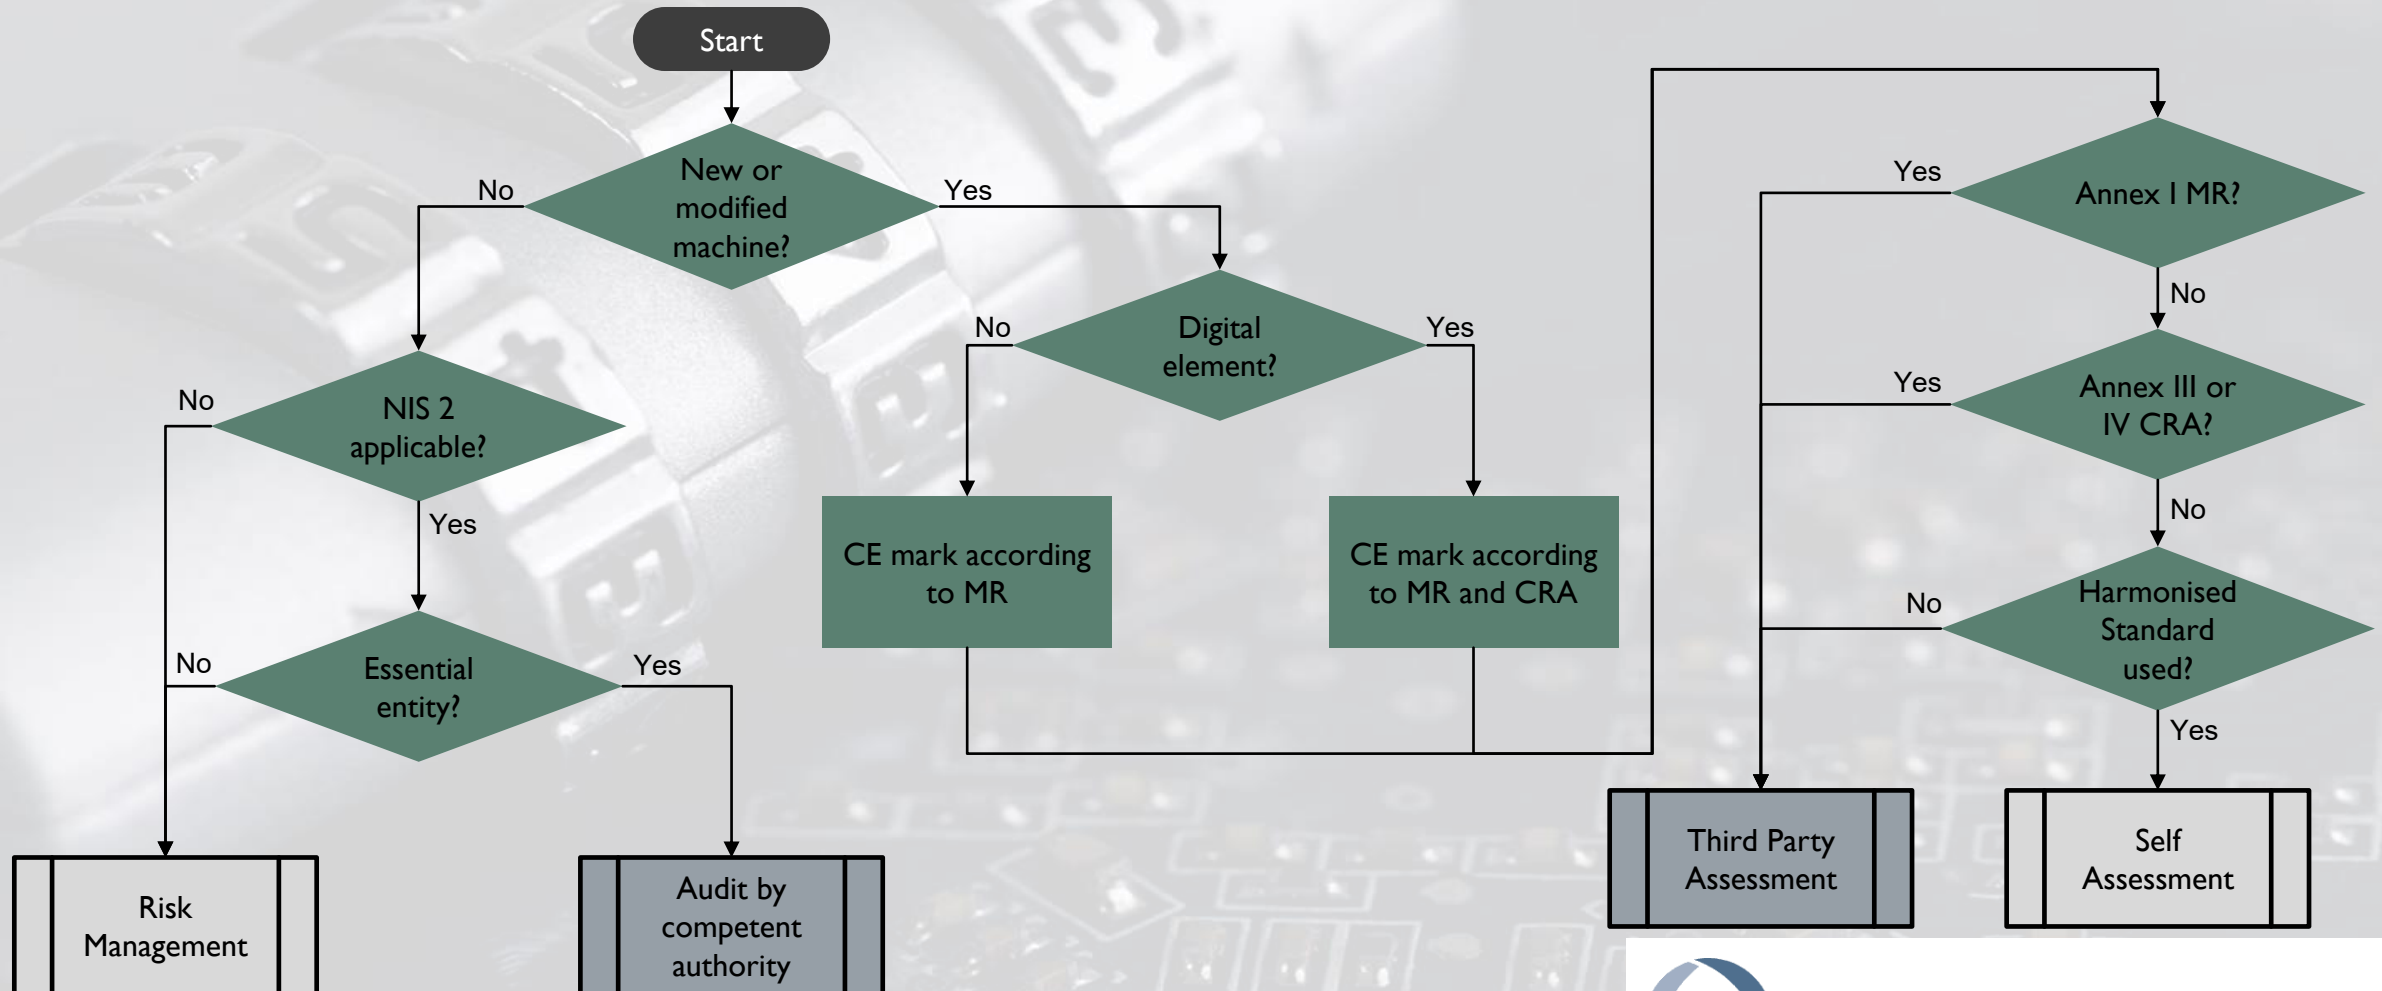 Start
New or
modified
machine?
No
Yes
Digital
element?
No
Yes
NIS 2
applicable?
No
Yes
Essential
entity?
No
Yes
CE mark according
to MR
CE mark according
to MR and CRA
Risk
Management
Audit by
competent
authority
Annex I MR?
Yes
No
Annex III or
IV CRA?
Yes
No
Harmonised
Standard
used?
No
Yes
Third Party
Assessment
Self
Assessment